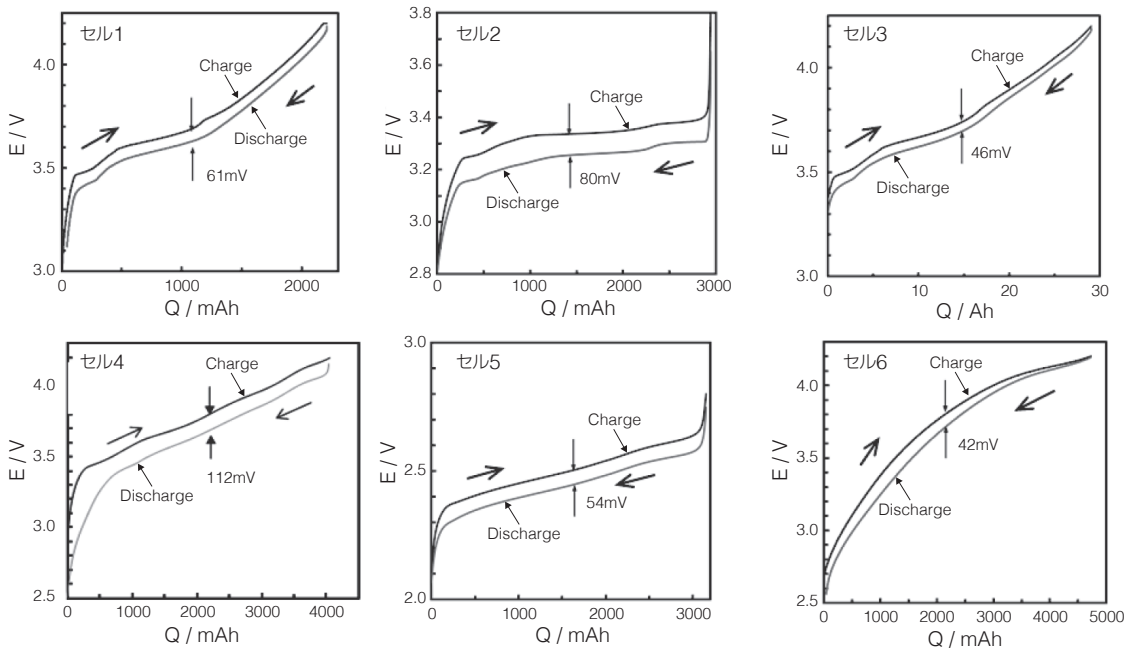 セル1
Charge
Discharge
61mV
E / V
4.0
3.5
3.0
0
1000
2000
Q / mAh
セル2
Charge
Discharge
80mV
E / V
3.8
3.6
3.4
3.2
3.0
2.8
0
1000
2000
3000
Q / mAh
セル3
Charge
Discharge
46mV
E / V
4.0
3.5
3.0
0
10
20
30
Q / Ah
セル4
Charge
Discharge
112mV
E / V
4.0
3.5
3.0
2.5
0
1000
2000
3000
4000
Q / mAh
セル5
Charge
Discharge
54mV
E / V
3.0
2.5
2.0
0
1000
2000
3000
Q / mAh
セル6
Charge
Discharge
42mV
E / V
4.0
3.5
3.0
2.5
0
1000
2000
3000
4000
5000
Q / mAh